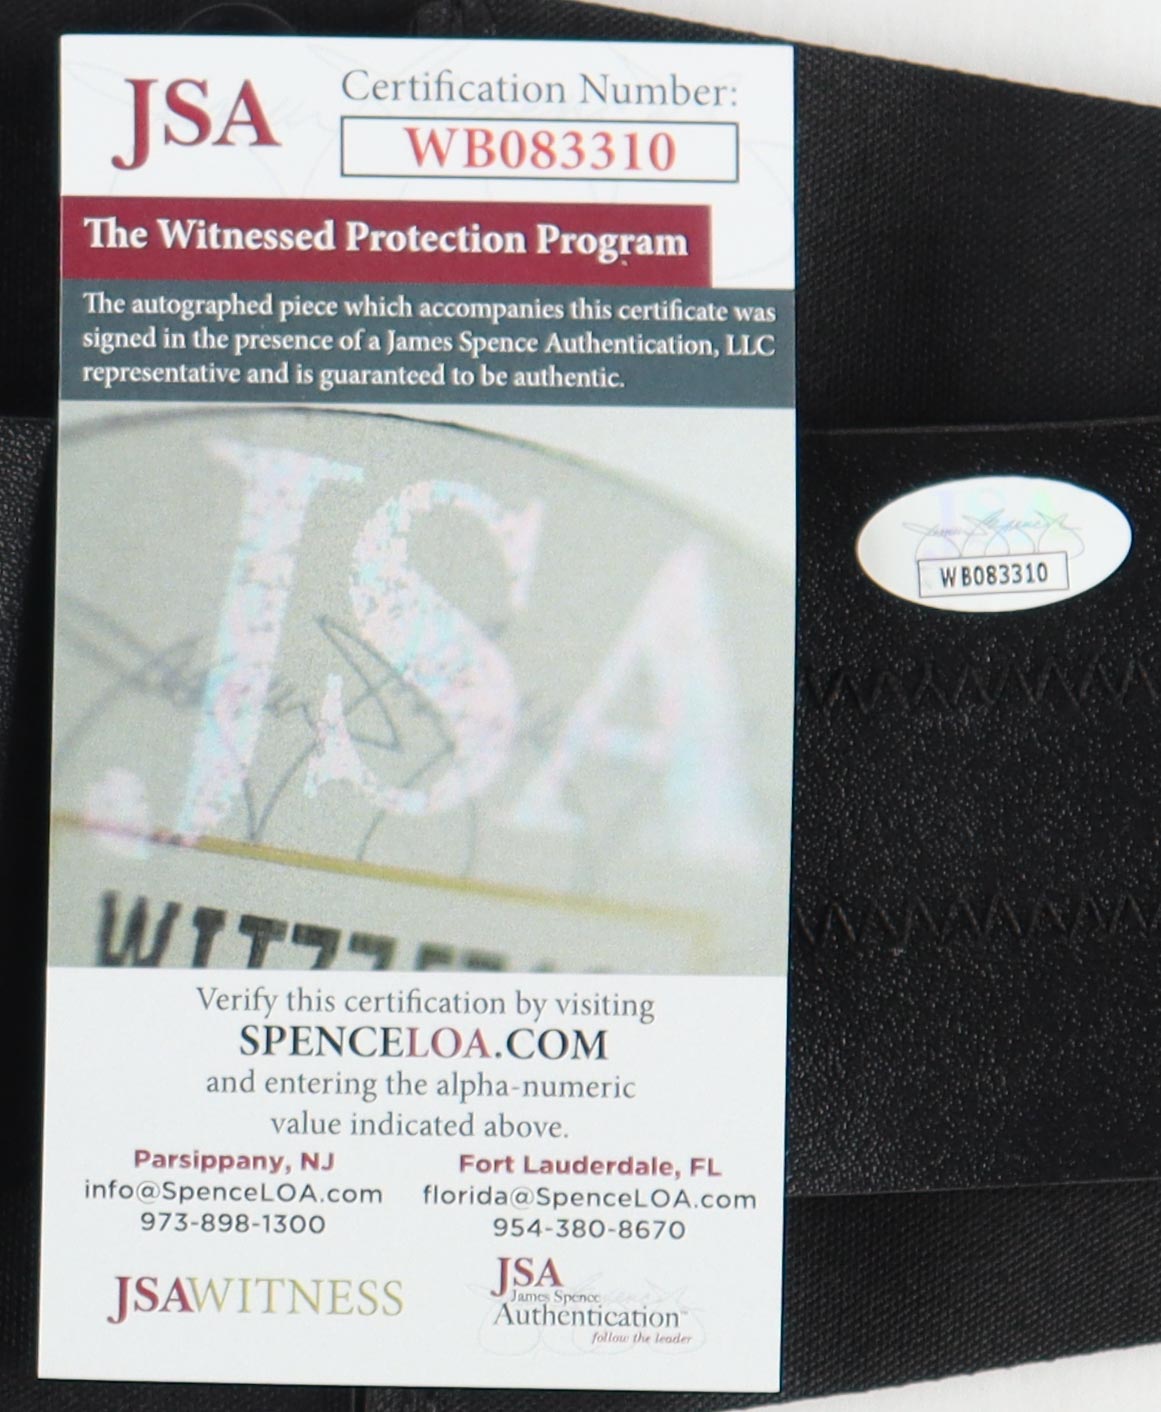 JSA
Certification Number:
WB083310
The Witnessed Protection Program
The autographed piece which accompanies this certificate was
signed in the presence of a James Spence Authentication, LLC
representative and is guaranteed to be authentic.
JSA
JSA
WB083310
Verify this certification by visiting
SPENCELOA.COM
and entering the alpha-numeric
value indicated above.
Parsippany, NJ
info@SpenceLOA.com
973-898-1300
Fort Lauderdale, FL
florida@SpenceLOA.com
954-380-8670
JSAWITNESS
JSA
James Spence
Authentication™
follow the leader